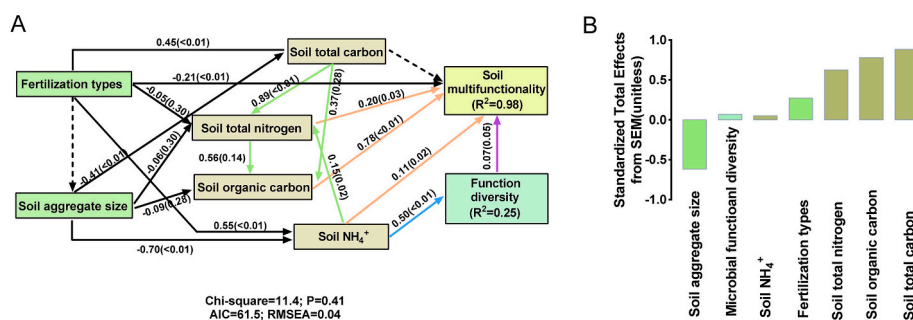 A
Fertilization types
Soil aggregate size
Soil total carbon
Soil total nitrogen
Soil organic carbon
Soil NH₄⁺
Soil
multifunctionality
(R²=0.98)
Function
diversity
(R²=0.25)
0.45(<0.01)
-0.21(<0.01)
-0.05(0.30)
0.89(<0.01)
0.37(0.28)
0.20(0.03)
-0.41(<0.01)
-0.06(0.30)
0.56(0.14)
0.78(<0.01)
0.15(0.02)
0.11(0.02)
0.07(0.05)
-0.09(0.28)
0.55(<0.01)
0.50(<0.01)
-0.70(<0.01)
Chi-square=11.4; P=0.41
AIC=61.5; RMSEA=0.04
B
Standardized Total Effects
from SEM(unitless)
1.0
0.5
0.0
-0.5
-1.0
Soil aggregate size
Microbial functioanl diversity
Soil NH₄⁺
Fertilization types
Soil total nitrogen
Soil organic carbon
Soil total carbon